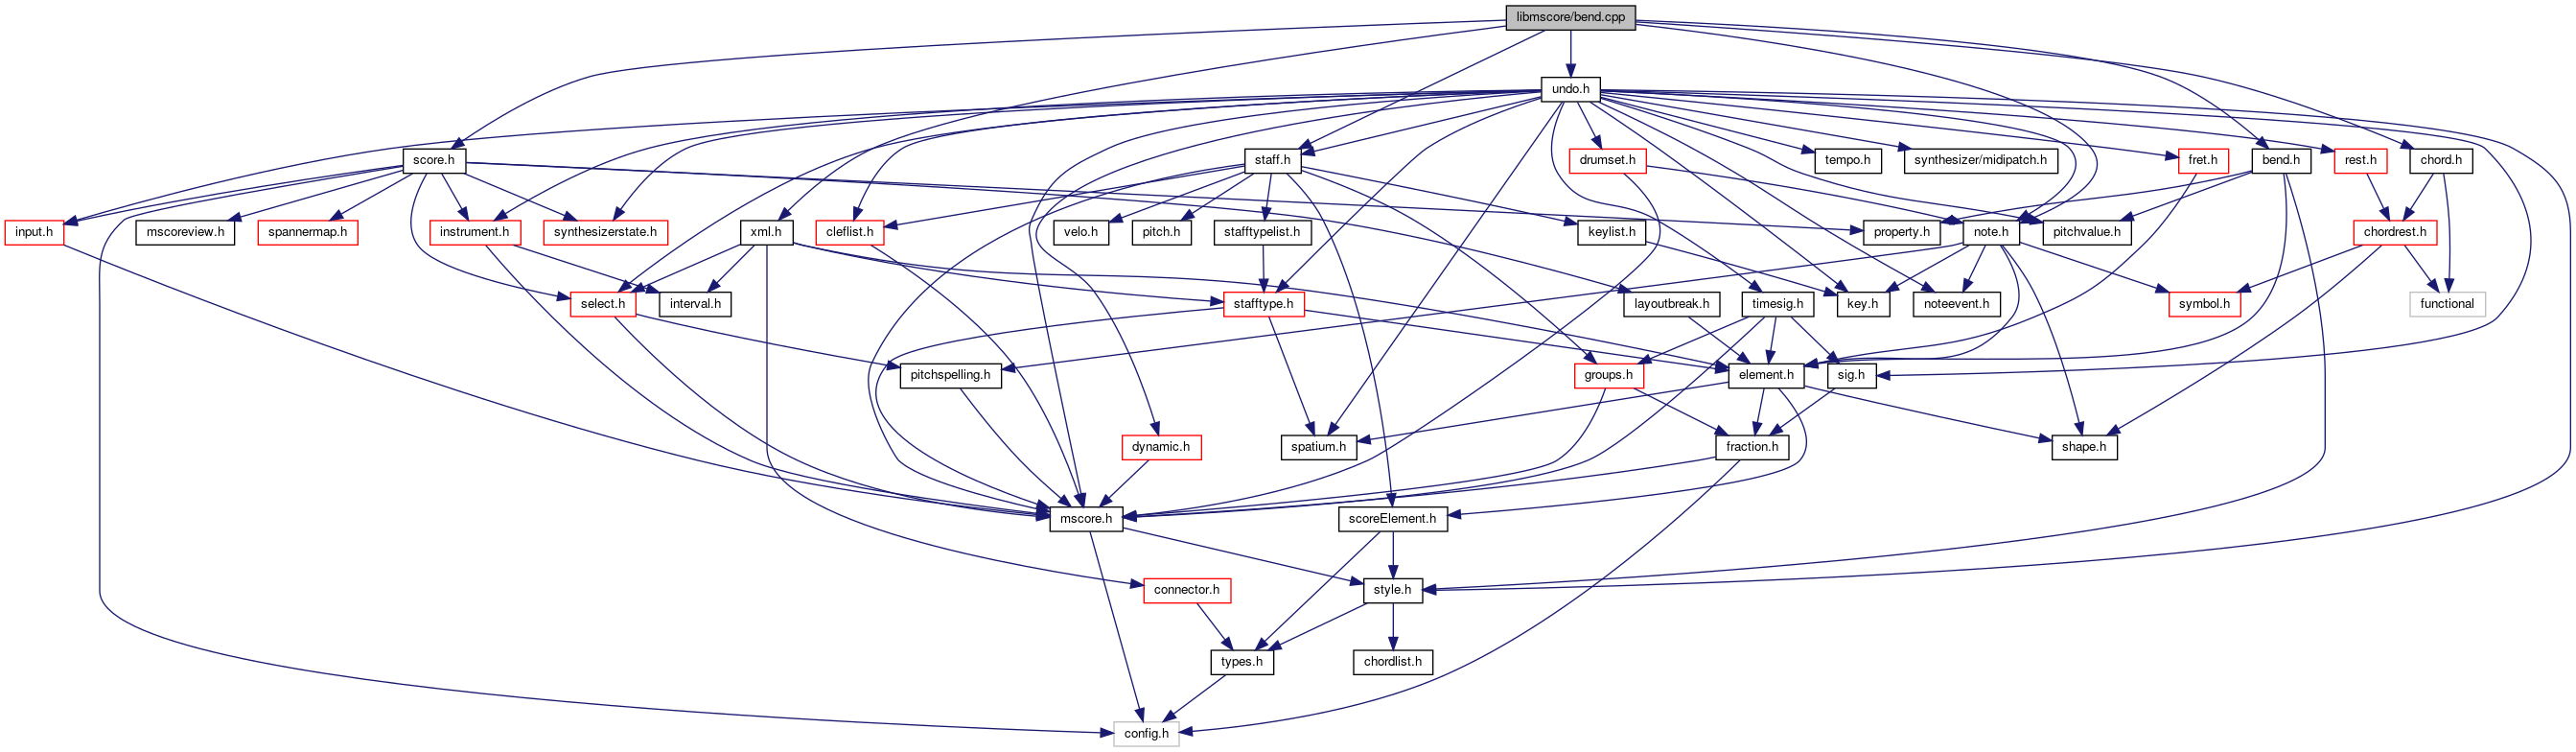 libmscore/bend.cpp
undo.h
score.h
staff.h
drumset.h
tempo.h
synthesizer/midipatch.h
fret.h
bend.h
rest.h
chord.h
input.h
mscoreview.h
spannermap.h
instrument.h
synthesizerstate.h
xml.h
cleflist.h
velo.h
pitch.h
stafftypelist.h
keylist.h
property.h
note.h
pitchvalue.h
chordrest.h
select.h
interval.h
stafftype.h
layoutbreak.h
timesig.h
key.h
noteevent.h
symbol.h
functional
pitchspelling.h
groups.h
element.h
sig.h
dynamic.h
spatium.h
fraction.h
shape.h
mscore.h
scoreElement.h
connector.h
style.h
types.h
chordlist.h
config.h